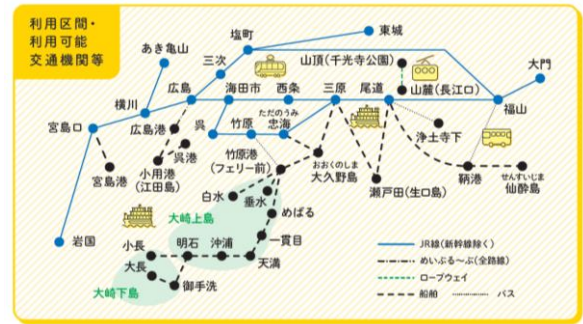 利用区間・
利用可能
交通機関等
塩町
東城
あき亀山
三次
山頂(千光寺公園)
山麓(長江口)
大門
横川
広島
海田市
西条
三原
尾道
福山
宮島口
広島港
呉
竹原
ただのうみ
忠海
浄土寺下
呉港
小用港
(江田島)
竹原港
(フェリー前)
おおくのしま
大久野島
瀬戸田(生口島)
鞆港
せんすいじま
仙酔島
宮島港
白水
垂水
めばる
大崎上島
一貫目
岩国
小長
明石
沖浦
天満
大長
御手洗
大崎下島
JR線(新幹線除く)
めいぷる~ぷ(全路線)
ロープウェイ
船舶
バス